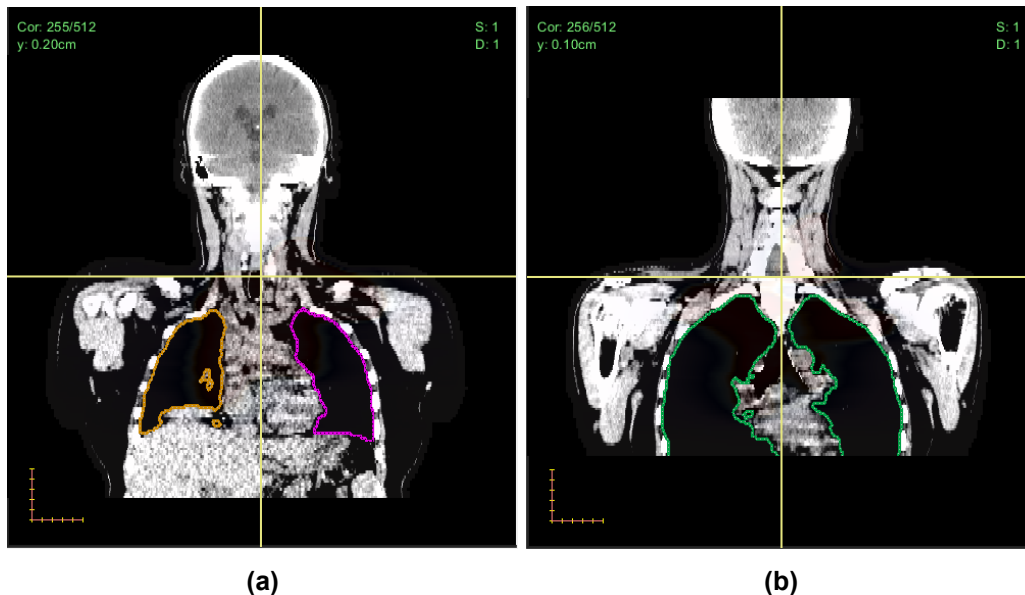 Cor: 255/512
y: 0.20cm
S: 1
D: 1
Cor: 256/512
y: 0.10cm
S: 1
D: 1
(a)
(b)